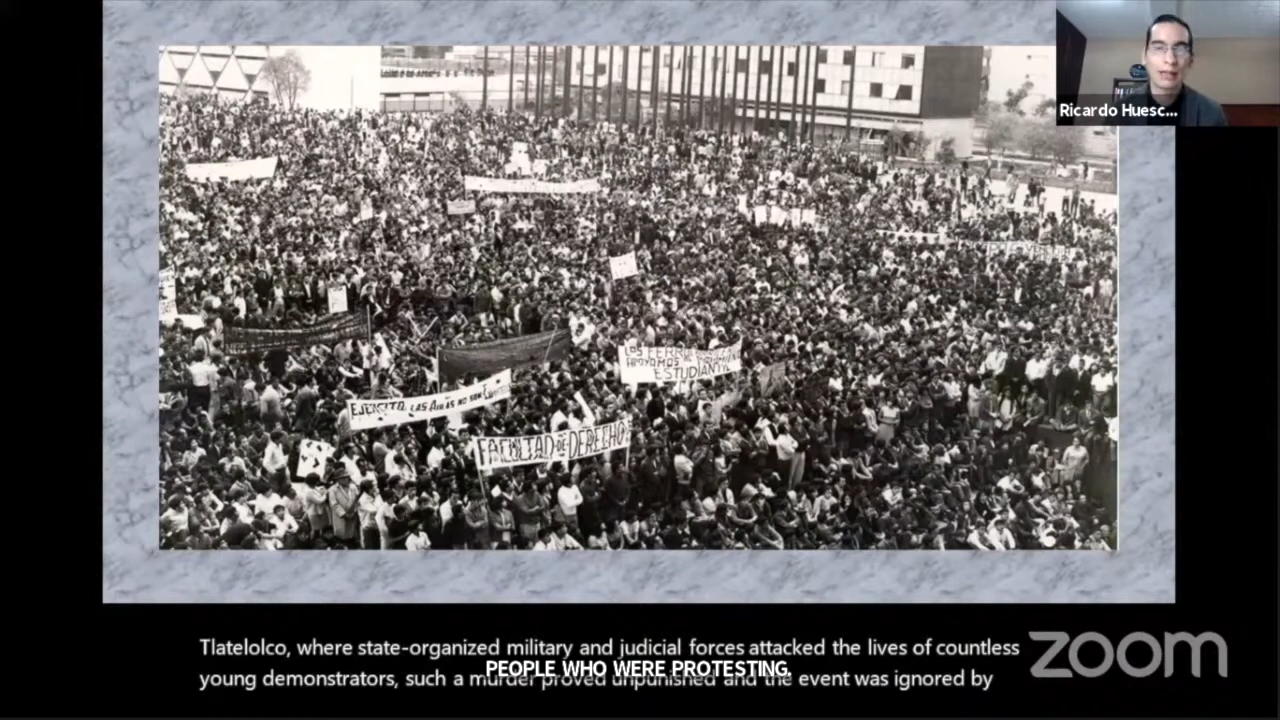 Ricardo Huesc...
EJERCITO, LAS AULAS NO SON
LOS
APOYAMOS
ESTUDIANTIL
FACULTAD DE DERECHO
Tlatelolco, where state-organized military and judicial forces attacked the lives of countless
PEOPLE WHO WERE PROTESTING.
young demonstrators, such a murder proved unpunished and the event was ignored by
zoom